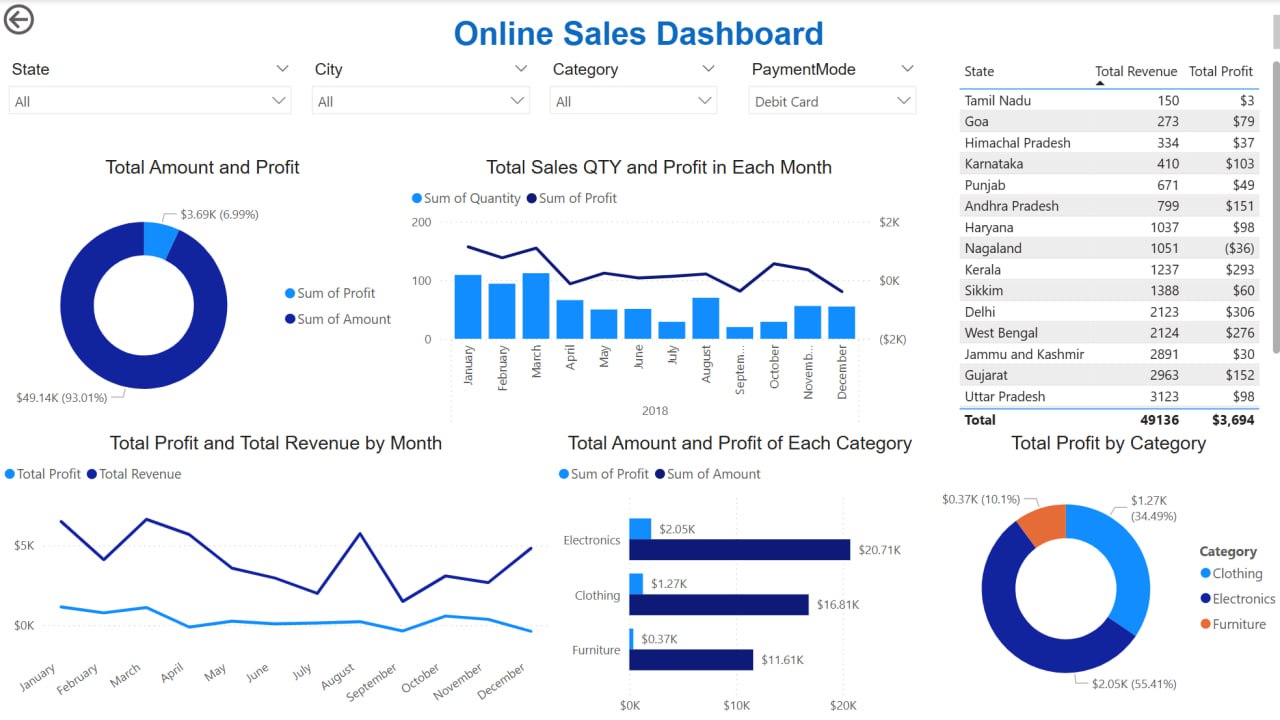 Online Sales Dashboard
State
City
Category
PaymentMode
All
All
All
Debit Card
State Total Revenue Total Profit
Tamil Nadu 150 $3
Goa 273 $79
Himachal Pradesh 334 $37
Karnataka 410 $103
Punjab 671 $49
Andhra Pradesh 799 $151
Haryana 1037 $98
Nagaland 1051 ($36)
Kerala 1237 $293
Sikkim 1388 $60
Delhi 2123 $306
West Bengal 2124 $276
Jammu and Kashmir 2891 $30
Gujarat 2963 $152
Uttar Pradesh 3123 $98
Total 49136 $3,694
Total Amount and Profit
$3.69K (6.99%)
Sum of Profit
Sum of Amount
$49.14K (93.01%)
Total Sales QTY and Profit in Each Month
Sum of Quantity Sum of Profit
200 $2K
100 $0K
0 ($2K)
January
February
March
April
May
June
July
August
Septem...
October
Novemb...
December
2018
Total Profit and Total Revenue by Month
Total Profit Total Revenue
$5K
$0K
January
February
March
April
May
June
July
August
September
October
November
December
Total Amount and Profit of Each Category
Sum of Profit Sum of Amount
Electronics
$2.05K
$20.71K
Clothing
$1.27K
$16.81K
Furniture
$0.37K
$11.61K
$0K $10K $20K
Total Profit by Category
$0.37K (10.1%)
$1.27K
(34.49%)
$2.05K (55.41%)
Category
Clothing
Electronics
Furniture